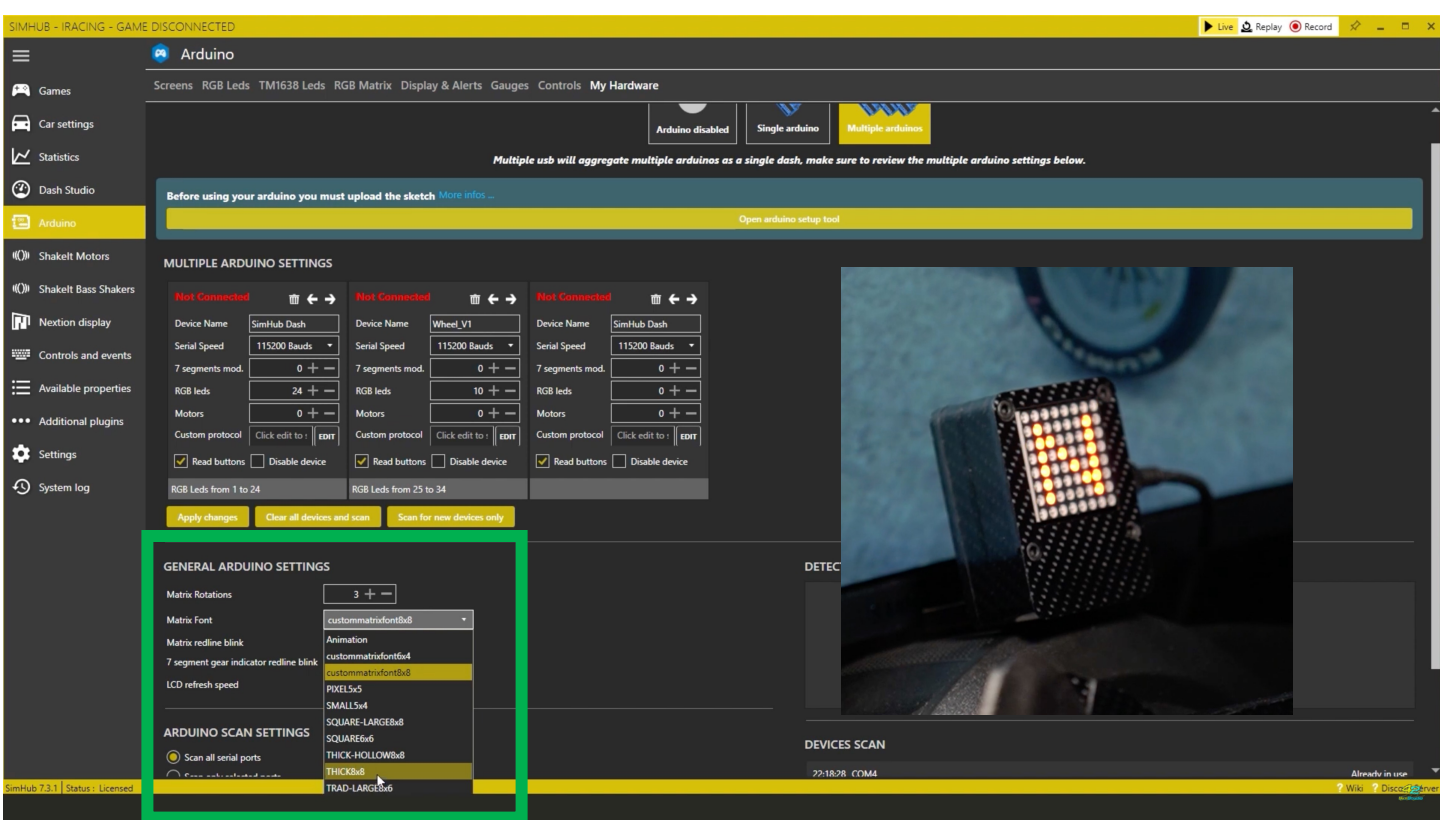 SIMHUB - IRACING - GAME DISCONNECTED
Live Replay Record
Arduino
Screens RGB Leds TM1638 Leds RGB Matrix Display & Alerts Gauges Controls My Hardware
Games
Car settings
Statistics
Dash Studio
Arduino
ShakeIt Motors
ShakeIt Bass Shakers
Nextion display
Controls and events
Available properties
Additional plugins
Settings
System log
Arduino disabled Single arduino Multiple arduinos
Multiple usb will aggregate multiple arduinos as a single dash, make sure to review the multiple arduino settings below.
Before using your arduino you must upload the sketch More infos ...
Open arduino setup tool
MULTIPLE ARDUINO SETTINGS
Not Connected Not Connected Not Connected
Device Name SimHub Dash Device Name Wheel_V1 Device Name SimHub Dash
Serial Speed 115200 Bauds Serial Speed 115200 Bauds Serial Speed 115200 Bauds
7 segments mod. 0 + − 7 segments mod. 0 + − 7 segments mod. 0 + −
RGB leds 24 + − RGB leds 10 + − RGB leds 0 + −
Motors 0 + − Motors 0 + − Motors 0 + −
Custom protocol Click edit to EDIT Custom protocol Click edit to EDIT Custom protocol Click edit to EDIT
Read buttons Disable device Read buttons Disable device Read buttons Disable device
RGB Leds from 1 to 24 RGB Leds from 25 to 34
Apply changes Clear all devices and scan Scan for new devices only
GENERAL ARDUINO SETTINGS
Matrix Rotations 3 + −
Matrix Font custommatrixfont8x8
Matrix redline blink
7 segment gear indicator redline blink
LCD refresh speed
Animation
custommatrixfont6x4
custommatrixfont8x8
PIXEL5x5
SMALL5x4
SQUARE-LARGE8x8
SQUARE6x6
THICK-HOLLOW8x8
THICK8x8
TRAD-LARGE8x6
ARDUINO SCAN SETTINGS
Scan all serial ports
Scan only selected ports
DETEC
N
DEVICES SCAN
22:18:28 COM4 Already in use
SimHub 7.3.1 Status : Licensed
? Wiki ?